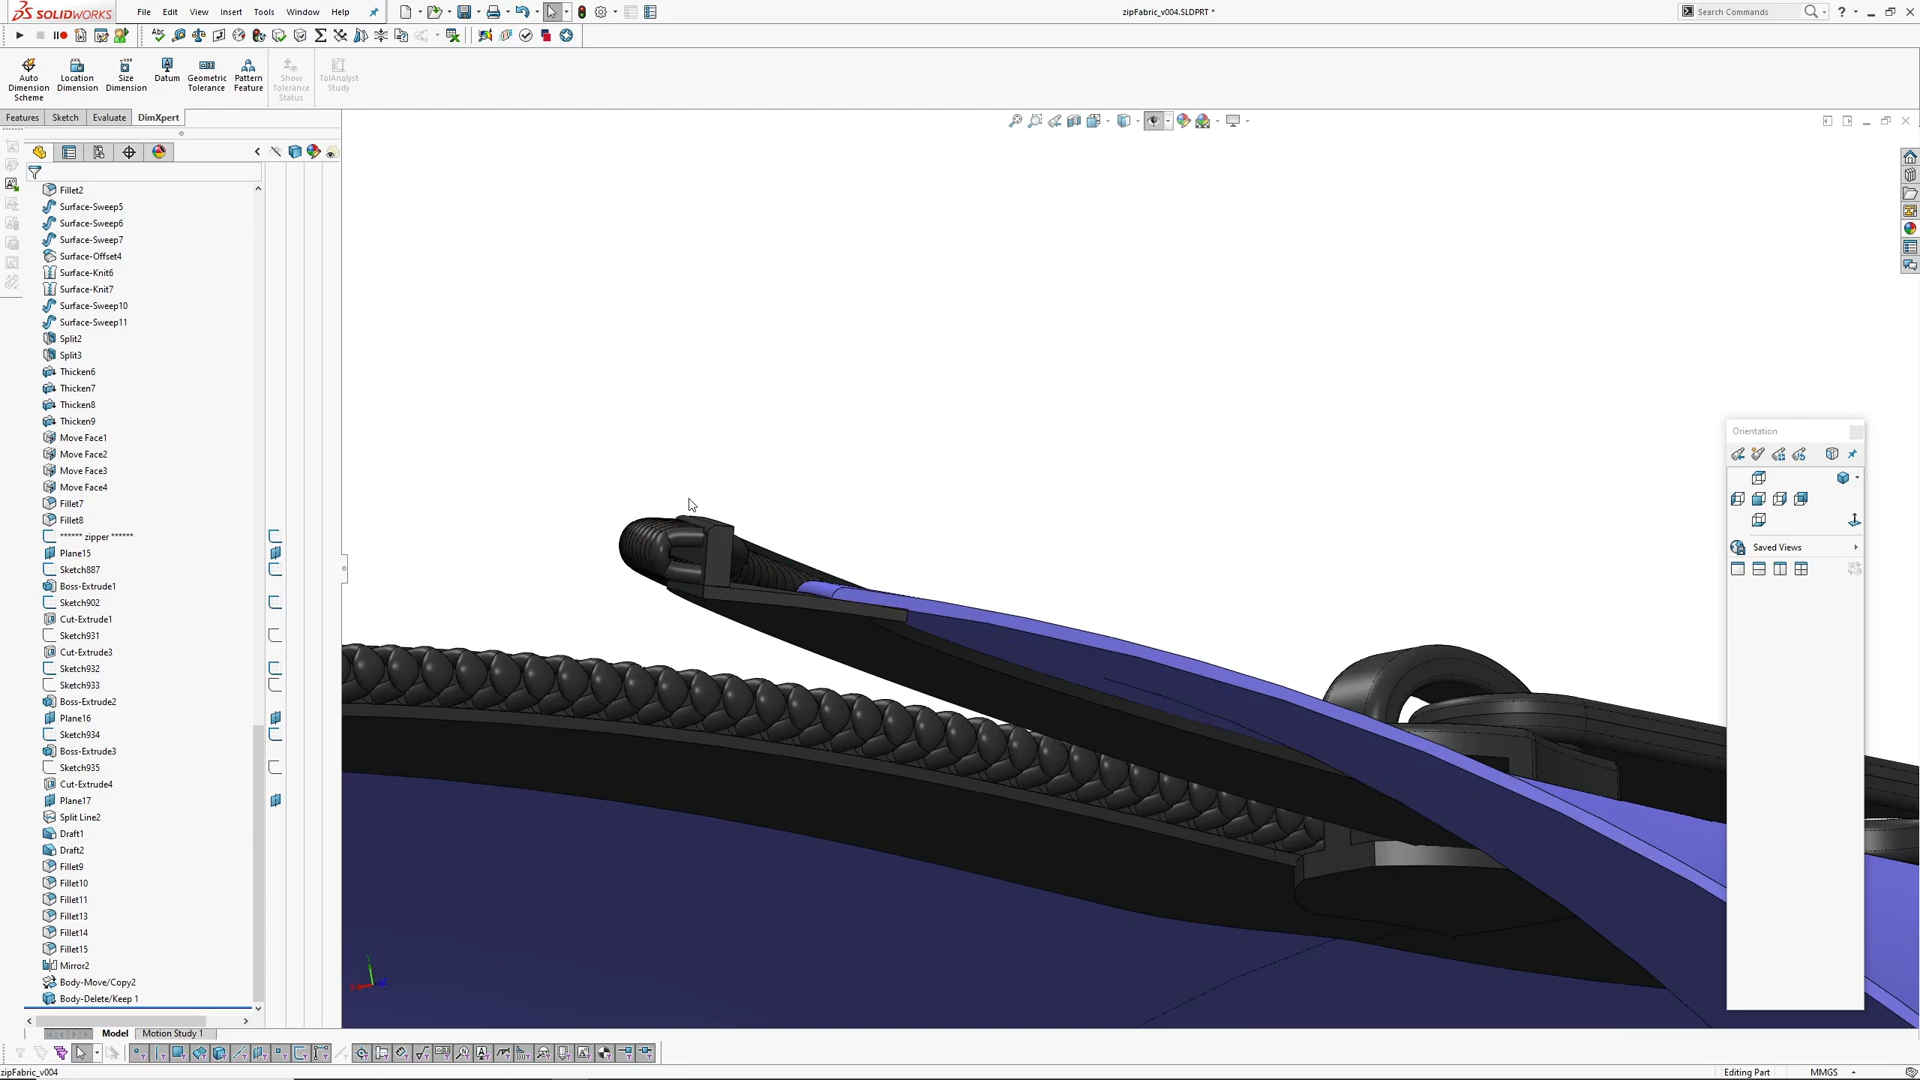 SOLIDWORKS File Edit View Insert Tools Window Help
zipFabric_v004.SLDPRT *
Search Commands
Auto Dimension Scheme
Location Dimension
Size Dimension
Datum
Geometric Tolerance
Pattern Feature
Show Tolerance Status
TolAnalyst Study
Features Sketch Evaluate DimXpert
Fillet2
Surface-Sweep5
Surface-Sweep6
Surface-Sweep7
Surface-Offset4
Surface-Knit6
Surface-Knit7
Surface-Sweep10
Surface-Sweep11
Split2
Split3
Thicken6
Thicken7
Thicken8
Thicken9
Move Face1
Move Face2
Move Face3
Move Face4
Fillet7
Fillet8
****** zipper ******
Plane15
Sketch887
Boss-Extrude1
Sketch902
Cut-Extrude1
Sketch931
Cut-Extrude3
Sketch932
Sketch933
Boss-Extrude2
Plane16
Sketch934
Boss-Extrude3
Sketch935
Cut-Extrude4
Plane17
Split Line2
Draft1
Draft2
Fillet9
Fillet10
Fillet11
Fillet13
Fillet14
Fillet15
Mirror2
Body-Move/Copy2
Body-Delete/Keep 1
Orientation
Saved Views
Model Motion Study 1
zipFabric_v004
Editing Part
MMGS